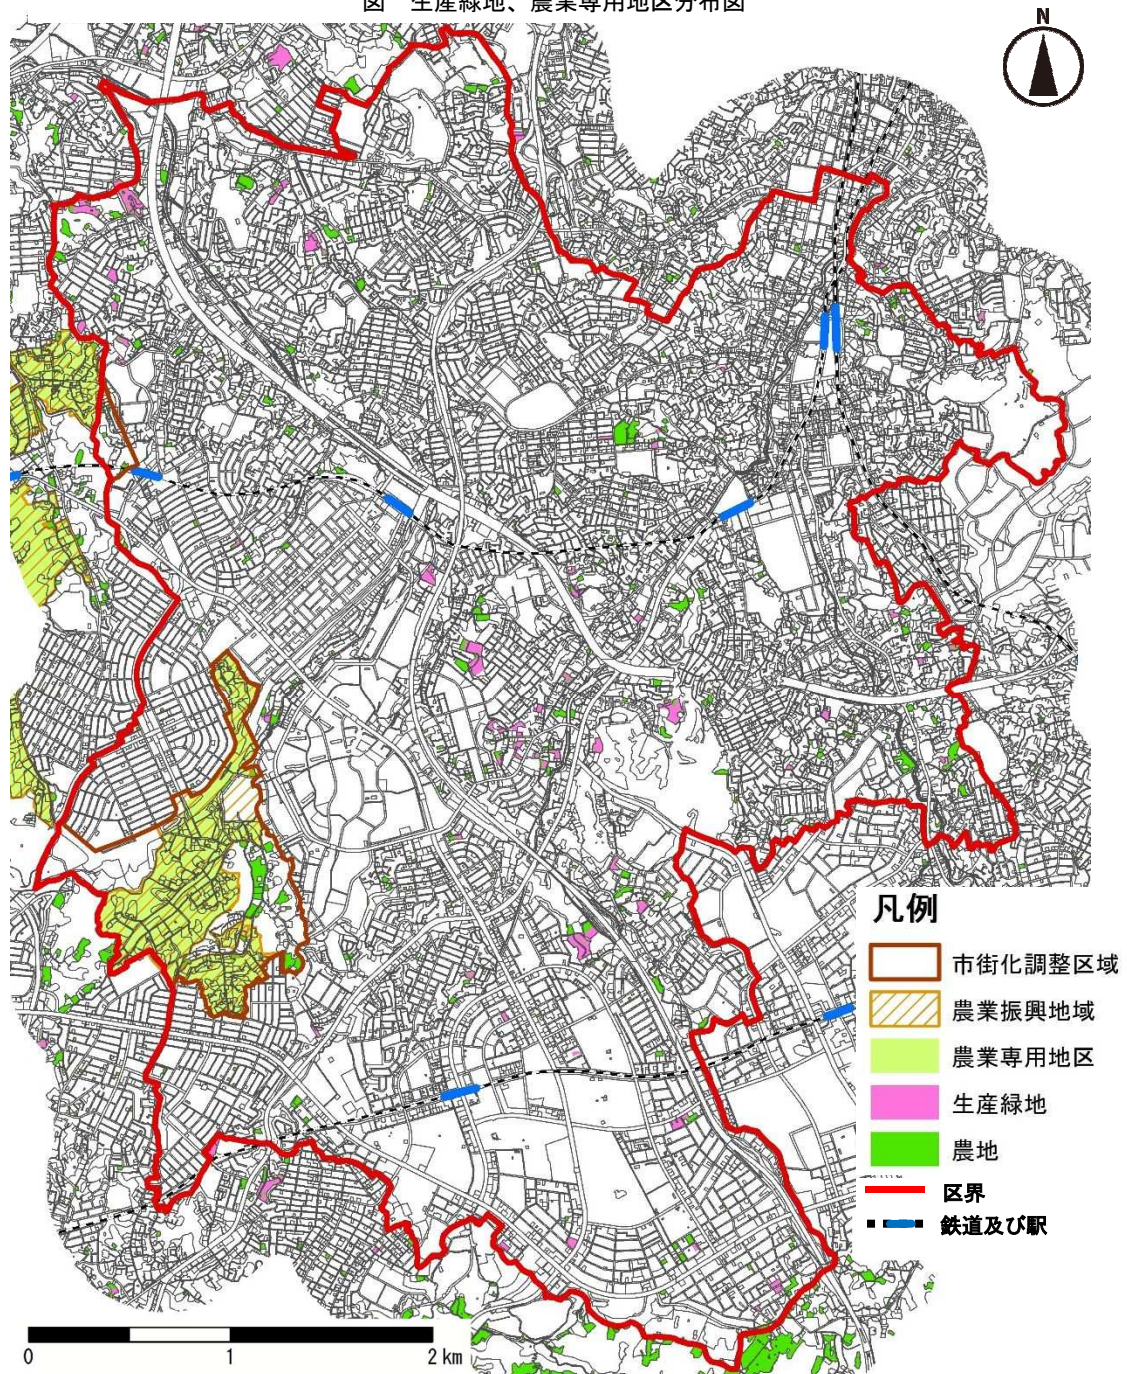 図　生産緑地、農業専用地区分布図
N
凡例
市街化調整区域
農業振興地域
農業専用地区
生産緑地
農地
区界
鉄道及び駅
0 1 2 km